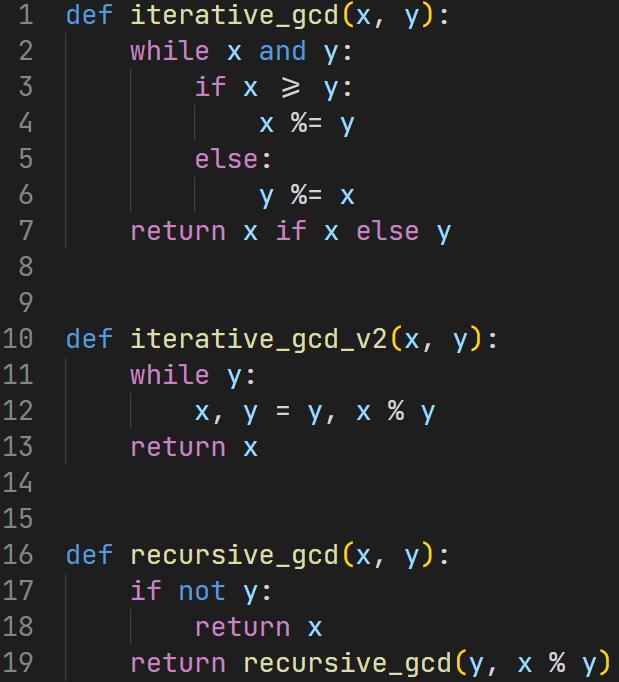 1 def iterative_gcd(x, y):
2     while x and y:
3         if x >= y:
4             x %= y
5         else:
6             y %= x
7     return x if x else y
8
9
10 def iterative_gcd_v2(x, y):
11     while y:
12         x, y = y, x % y
13     return x
14
15
16 def recursive_gcd(x, y):
17     if not y:
18         return x
19     return recursive_gcd(y, x % y)